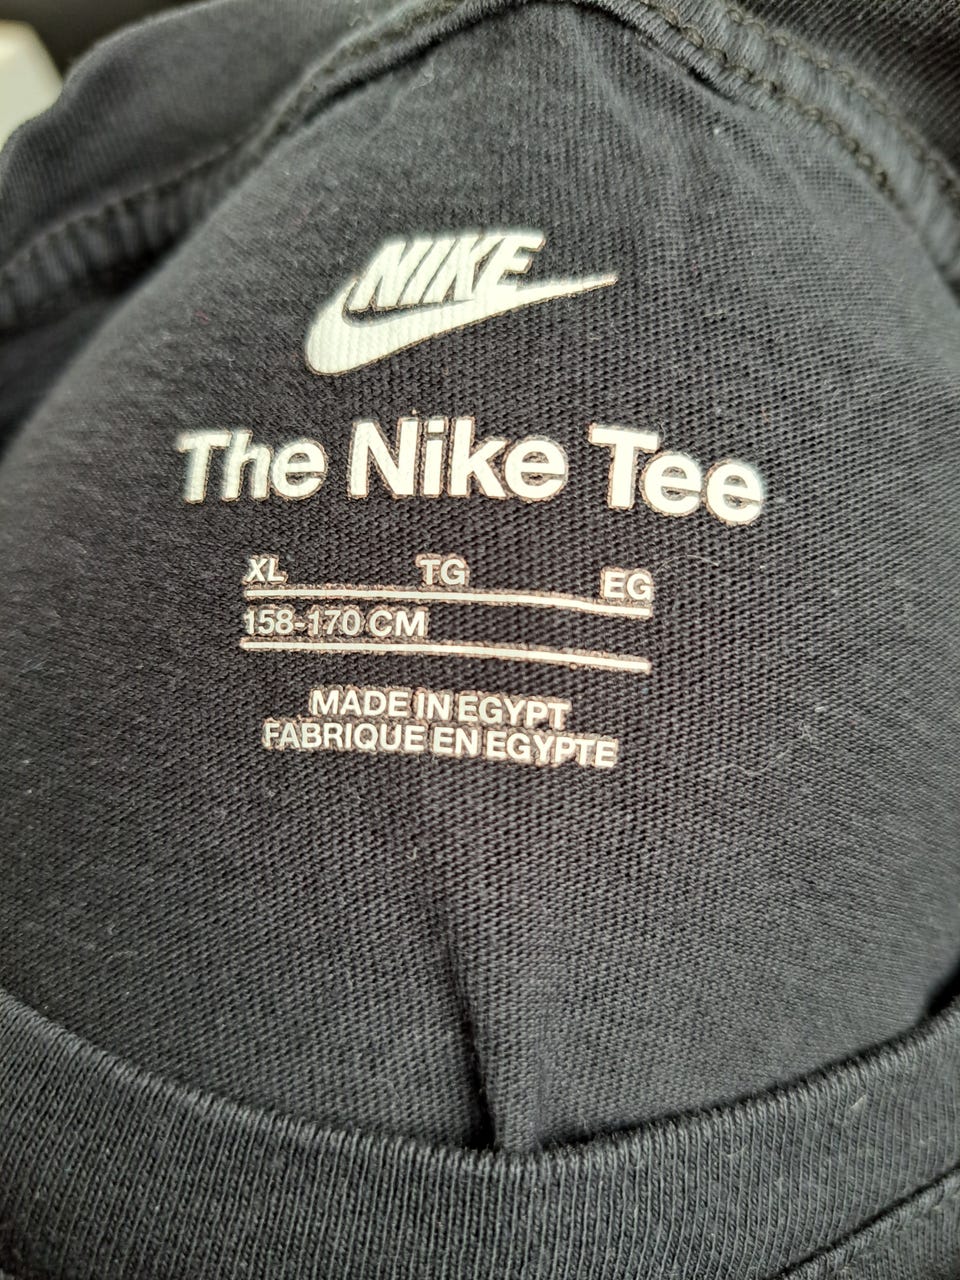 NIKE
The Nike Tee
XL TG EG
158-170 CM
MADE IN EGYPT
FABRIQUE EN EGYPTE